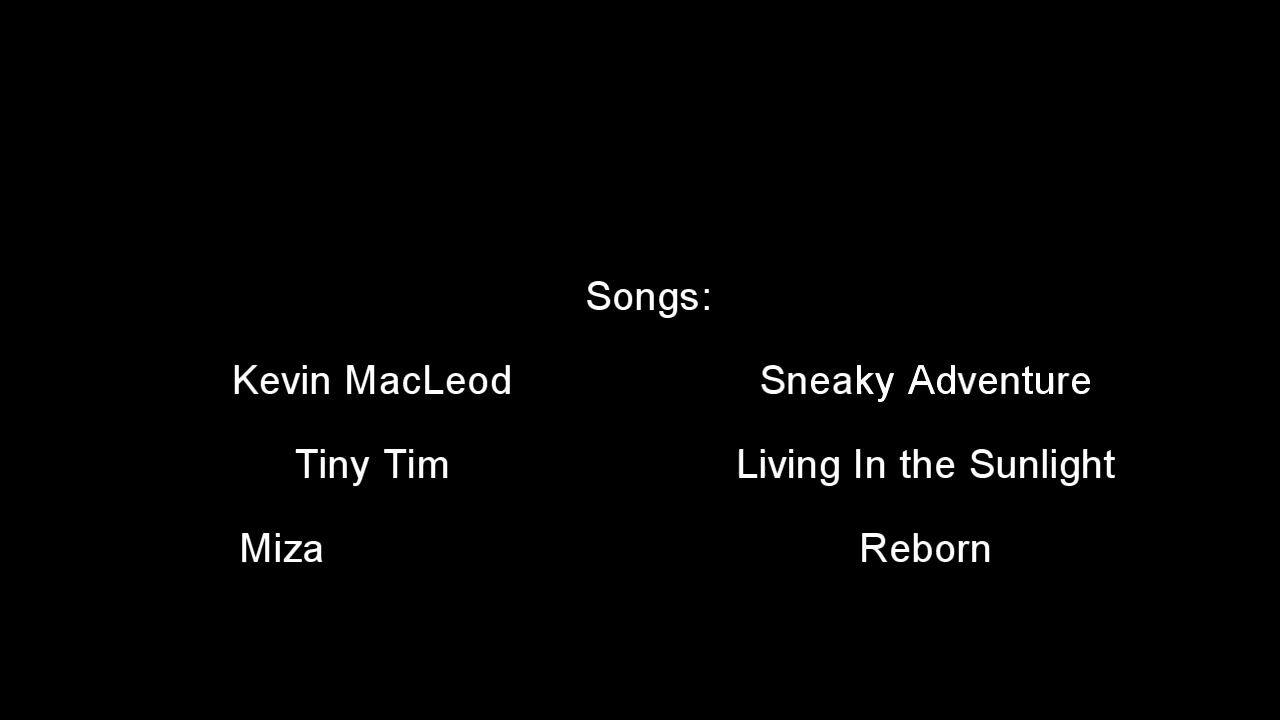 Songs:
Kevin MacLeod Sneaky Adventure
Tiny Tim Living In the Sunlight
Miza Reborn